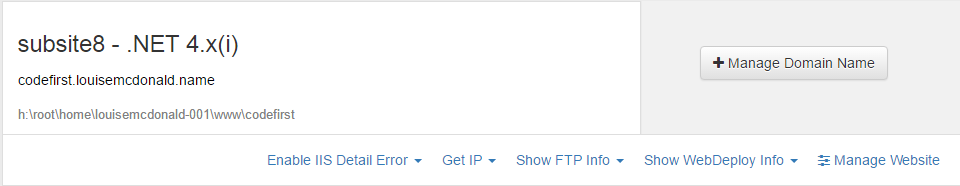 subsite8 - .NET 4.x(i)
Manage Domain Name
codefirst.louisemcdonald.name
h:\root\home\louisemcdonald-001\www\codefirst
Enable IIS Detail Error Get IP Show FTP Info Show WebDeploy Info Manage Website